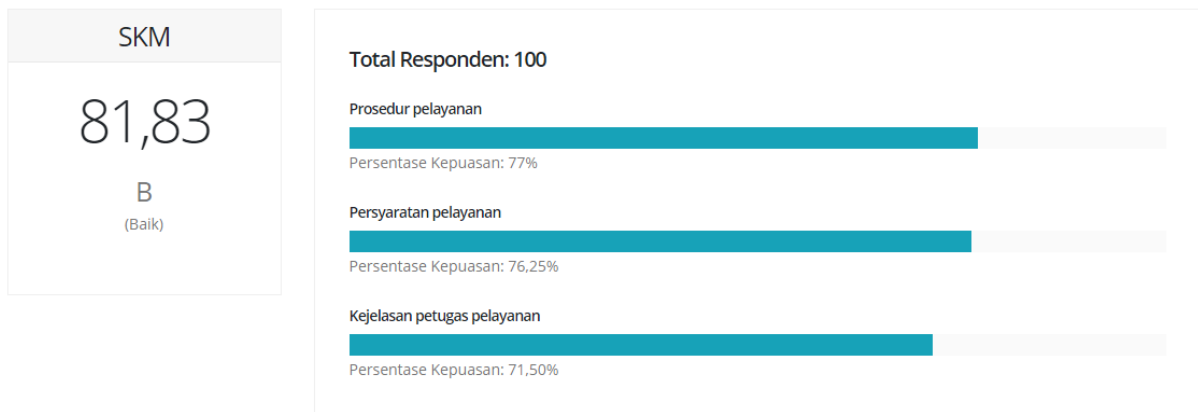 SKM
81,83
B
(Baik)
Total Responden: 100
Prosedur pelayanan
Persentase Kepuasan: 77%
Persyaratan pelayanan
Persentase Kepuasan: 76,25%
Kejelasan petugas pelayanan
Persentase Kepuasan: 71,50%